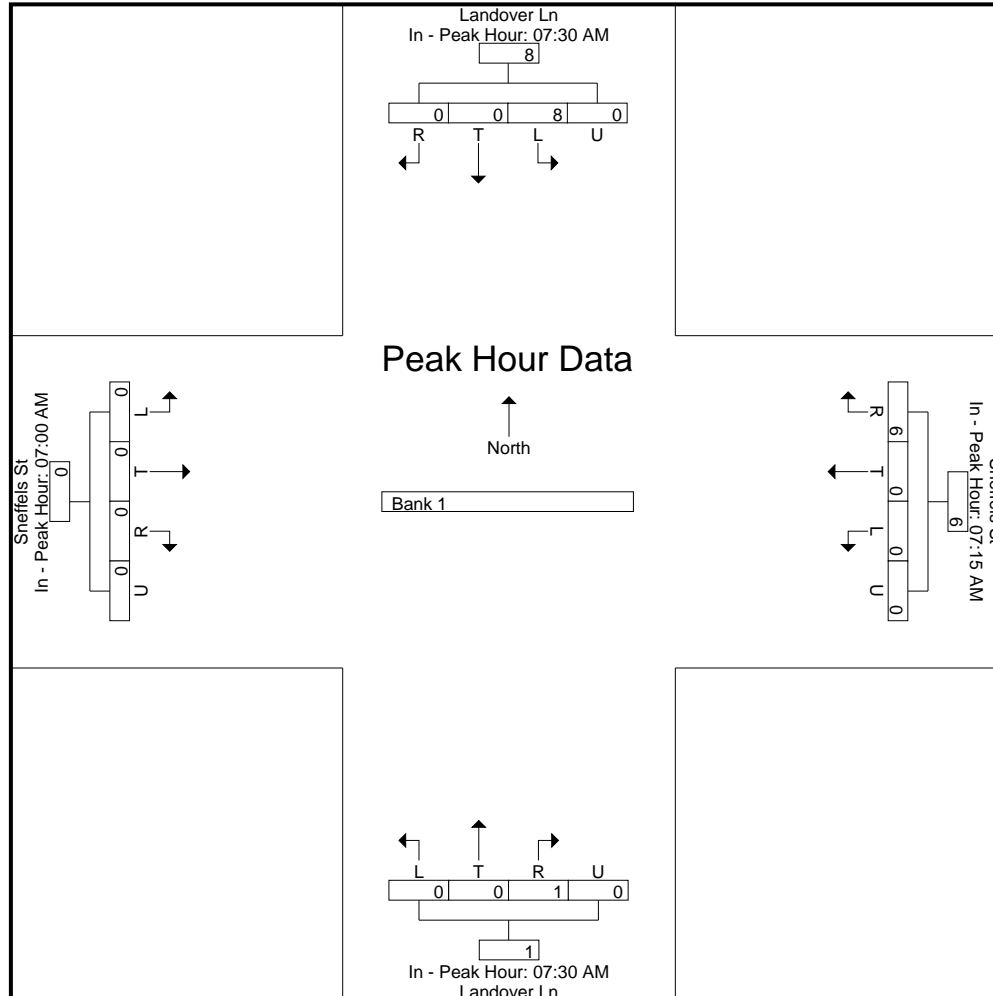 Landover Ln
In - Peak Hour: 07:30 AM
8
0 0 8 0
R T L U
Peak Hour Data
North
Bank 1
Sneffels St
In - Peak Hour: 07:00 AM
0
0 0 0 0
L T R U
In - Peak Hour: 07:15 AM
6
6 0 0 0
R T L U
L T R U
0 0 1 0
1
In - Peak Hour: 07:30 AM
Landover Ln